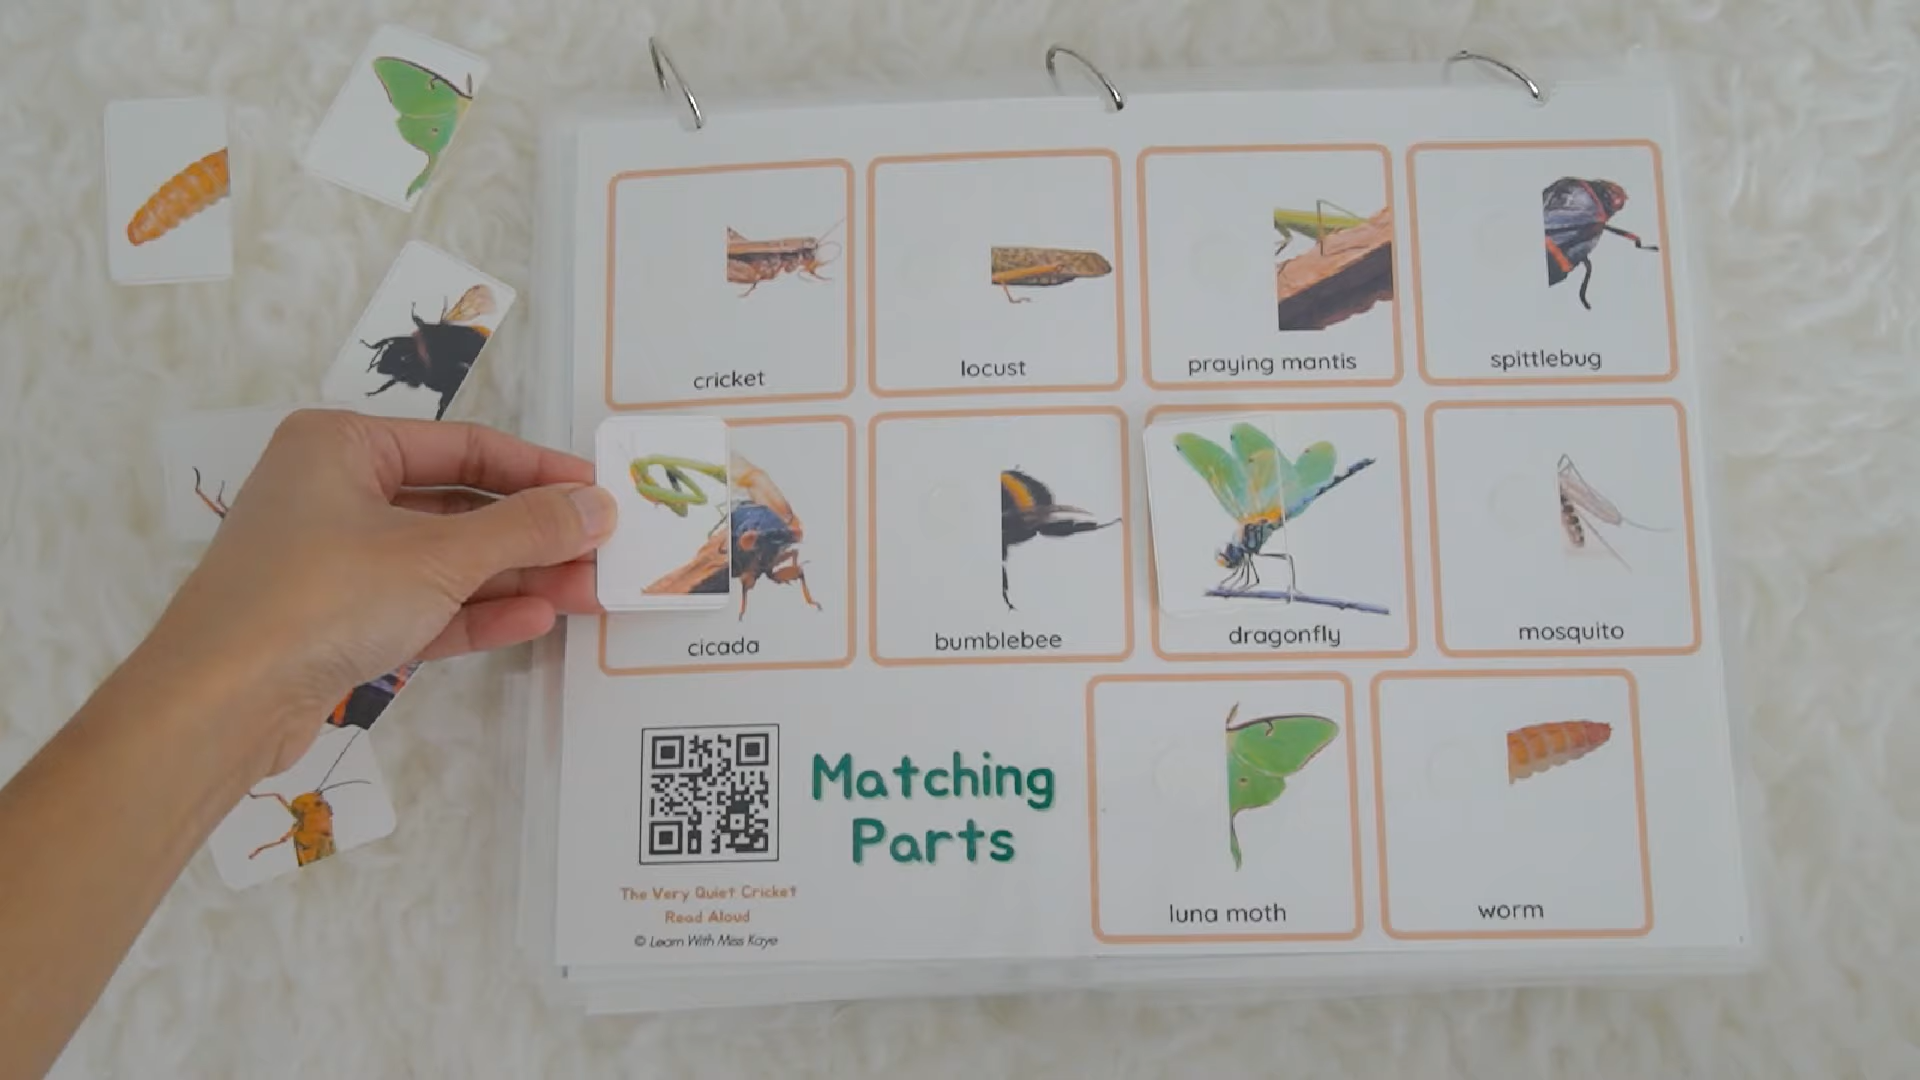 cricket
locust
praying mantis
spittlebug
cicada
bumblebee
dragonfly
mosquito
Matching
Parts
The Very Quiet Cricket
Read Aloud
© Learn With Miss Kaye
luna moth
worm